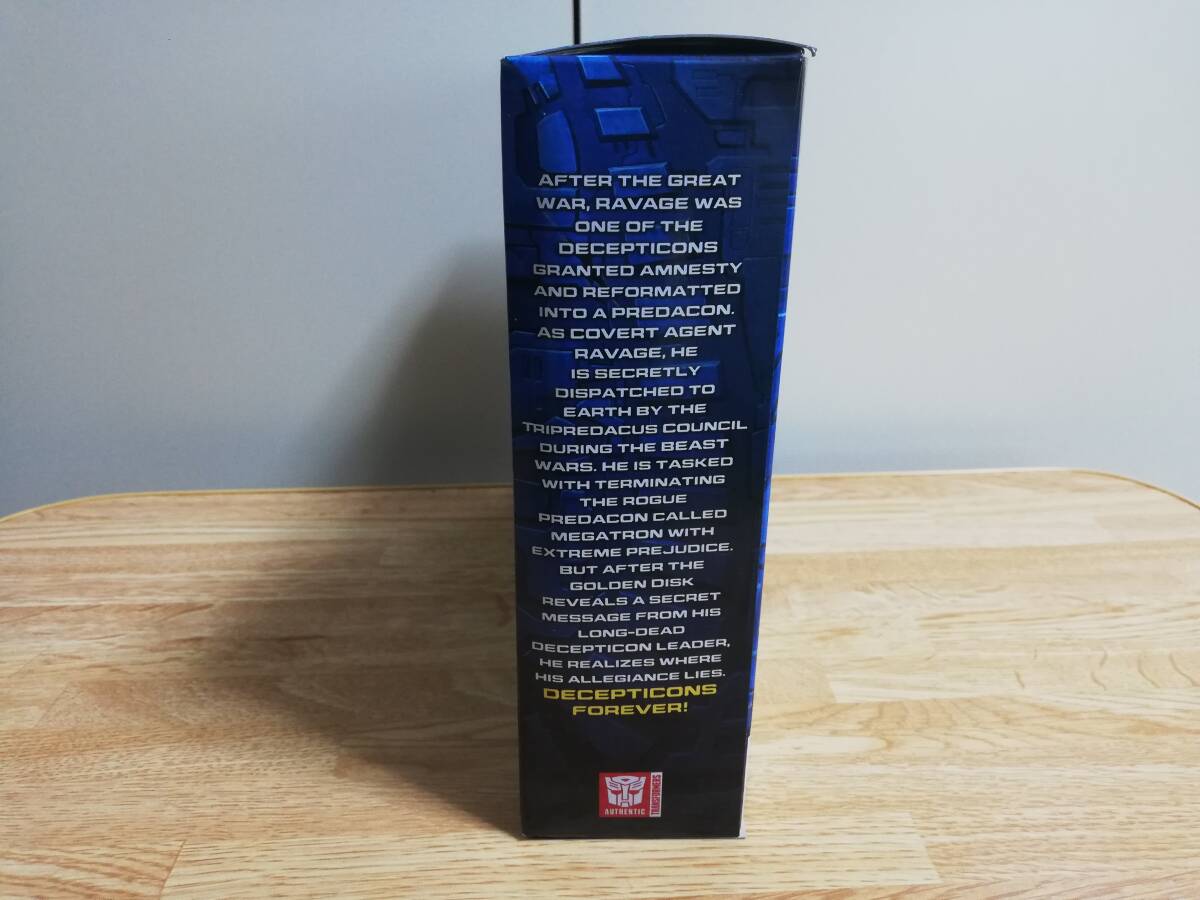 AFTER THE GREAT
WAR, RAVAGE WAS
ONE OF THE
DECEPTICONS
GRANTED AMNESTY
AND REFORMATTED
INTO A PREDACON.
AS COVERT AGENT
RAVAGE, HE
IS SECRETLY
DISPATCHED TO
EARTH BY THE
TRIPREDACUS COUNCIL
DURING THE BEAST
WARS. HE IS TASKED
WITH TERMINATING
THE ROGUE
PREDACON CALLED
MEGATRON WITH
EXTREME PREJUDICE.
BUT AFTER THE
GOLDEN DISK
REVEALS A SECRET
MESSAGE FROM HIS
LONG-DEAD
DECEPTICON LEADER,
HE REALIZES WHERE
HIS ALLEGIANCE LIES.
DECEPTICONS
FOREVER!
AUTHENTIC
TRANSFORMERS